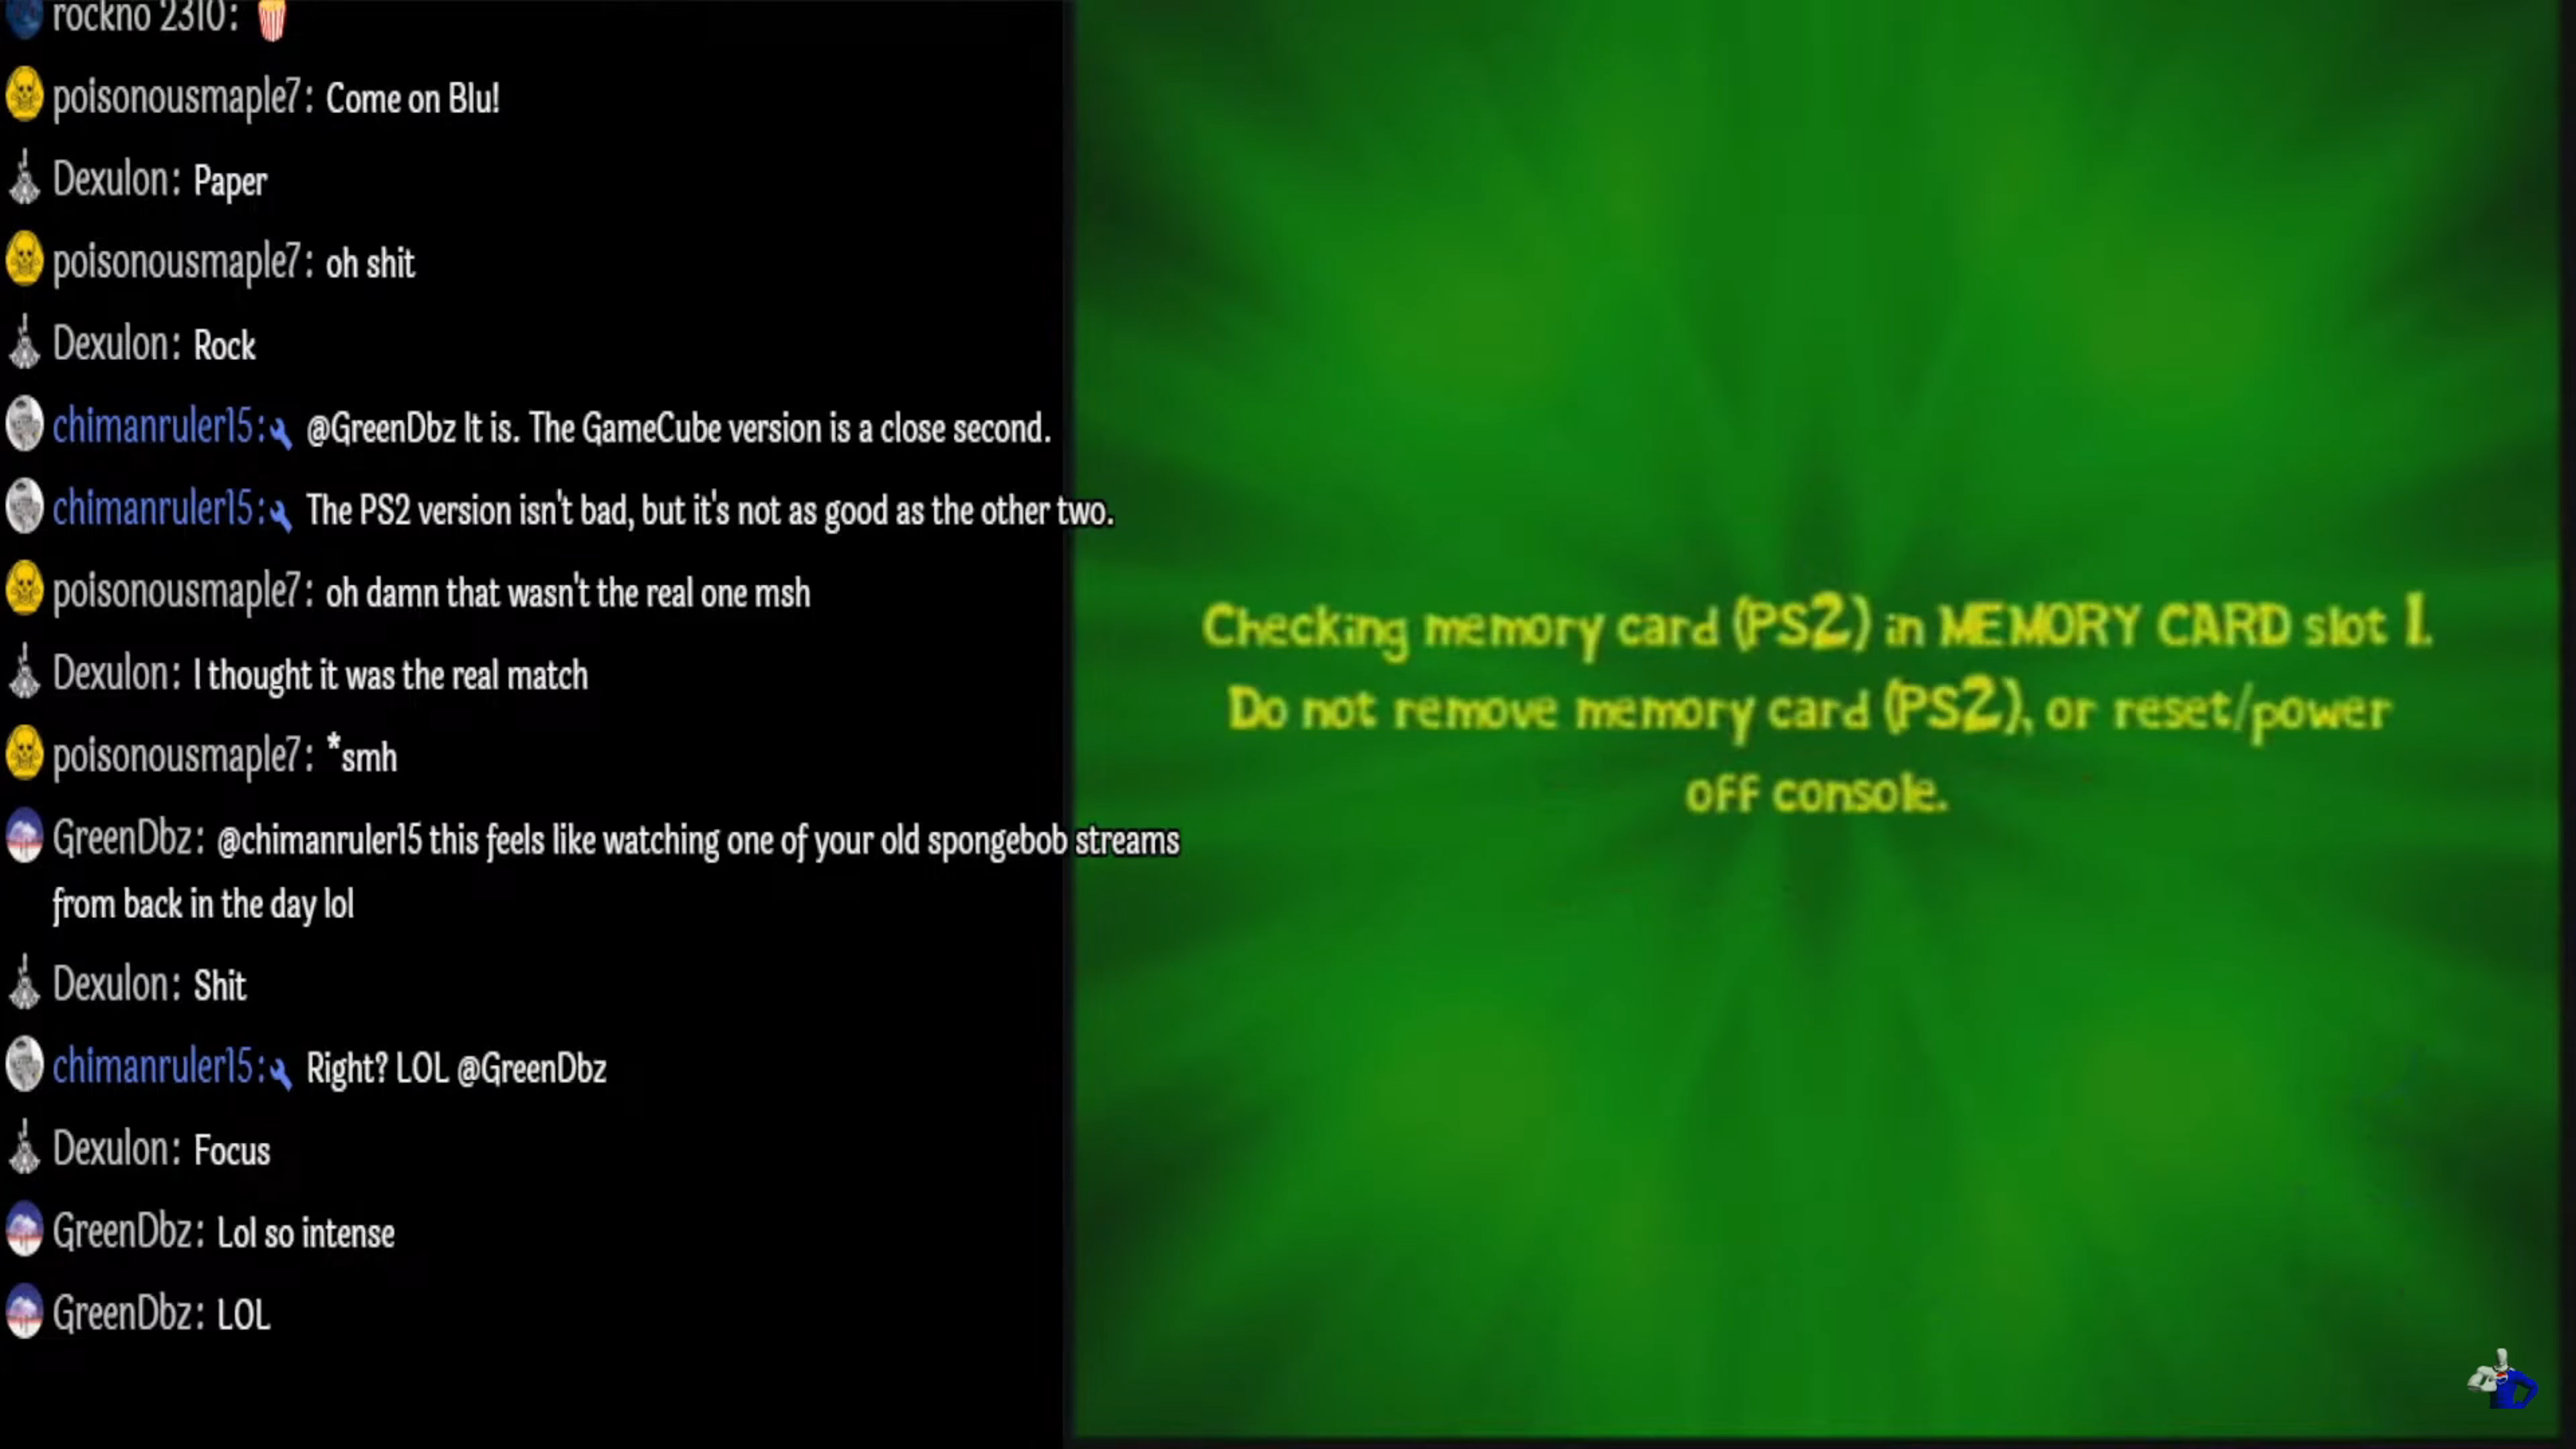 rockno 2310: 🍿
poisonousmaple7: Come on Blu!
Dexulon: Paper
poisonousmaple7: oh shit
Dexulon: Rock
chimanruler15: @GreenDbz It is. The GameCube version is a close second.
chimanruler15: The PS2 version isn't bad, but it's not as good as the other two.
poisonousmaple7: oh damn that wasn't the real one msh
Dexulon: I thought it was the real match
poisonousmaple7: *smh
GreenDbz: @chimanruler15 this feels like watching one of your old spongebob streams
from back in the day lol
Dexulon: Shit
chimanruler15: Right? LOL @GreenDbz
Dexulon: Focus
GreenDbz: Lol so intense
GreenDbz: LOL
Checking memory card (PS2) in MEMORY CARD slot 1.
Do not remove memory card (PS2), or reset/power
off console.